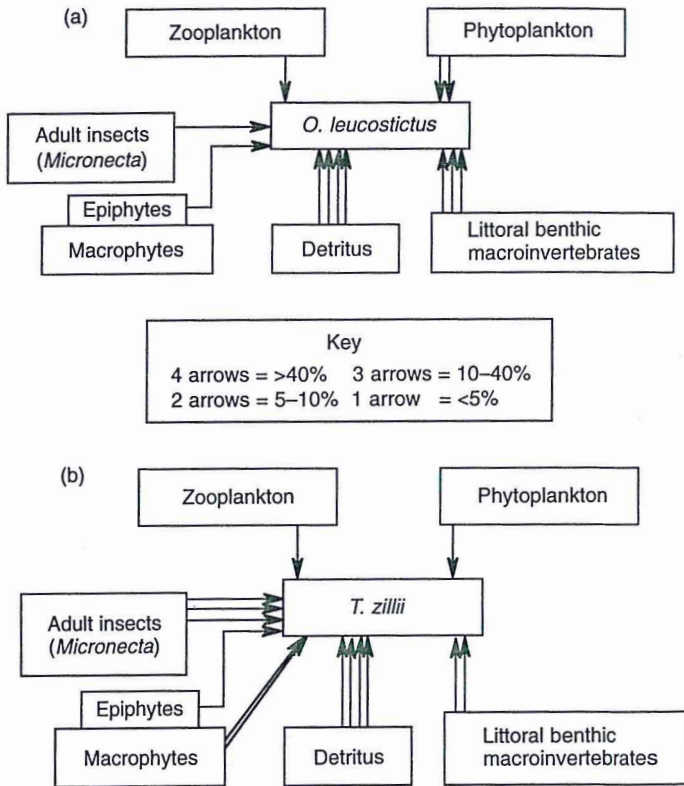 (a)
Zooplankton
Phytoplankton
O. leucostictus
Adult insects
(Micronecta)
Epiphytes
Macrophytes
Detritus
Littoral benthic
macroinvertebrates
Key
4 arrows = >40% 3 arrows = 10–40%
2 arrows = 5–10% 1 arrow = <5%
(b)
Zooplankton
Phytoplankton
T. zillii
Adult insects
(Micronecta)
Epiphytes
Macrophytes
Detritus
Littoral benthic
macroinvertebrates